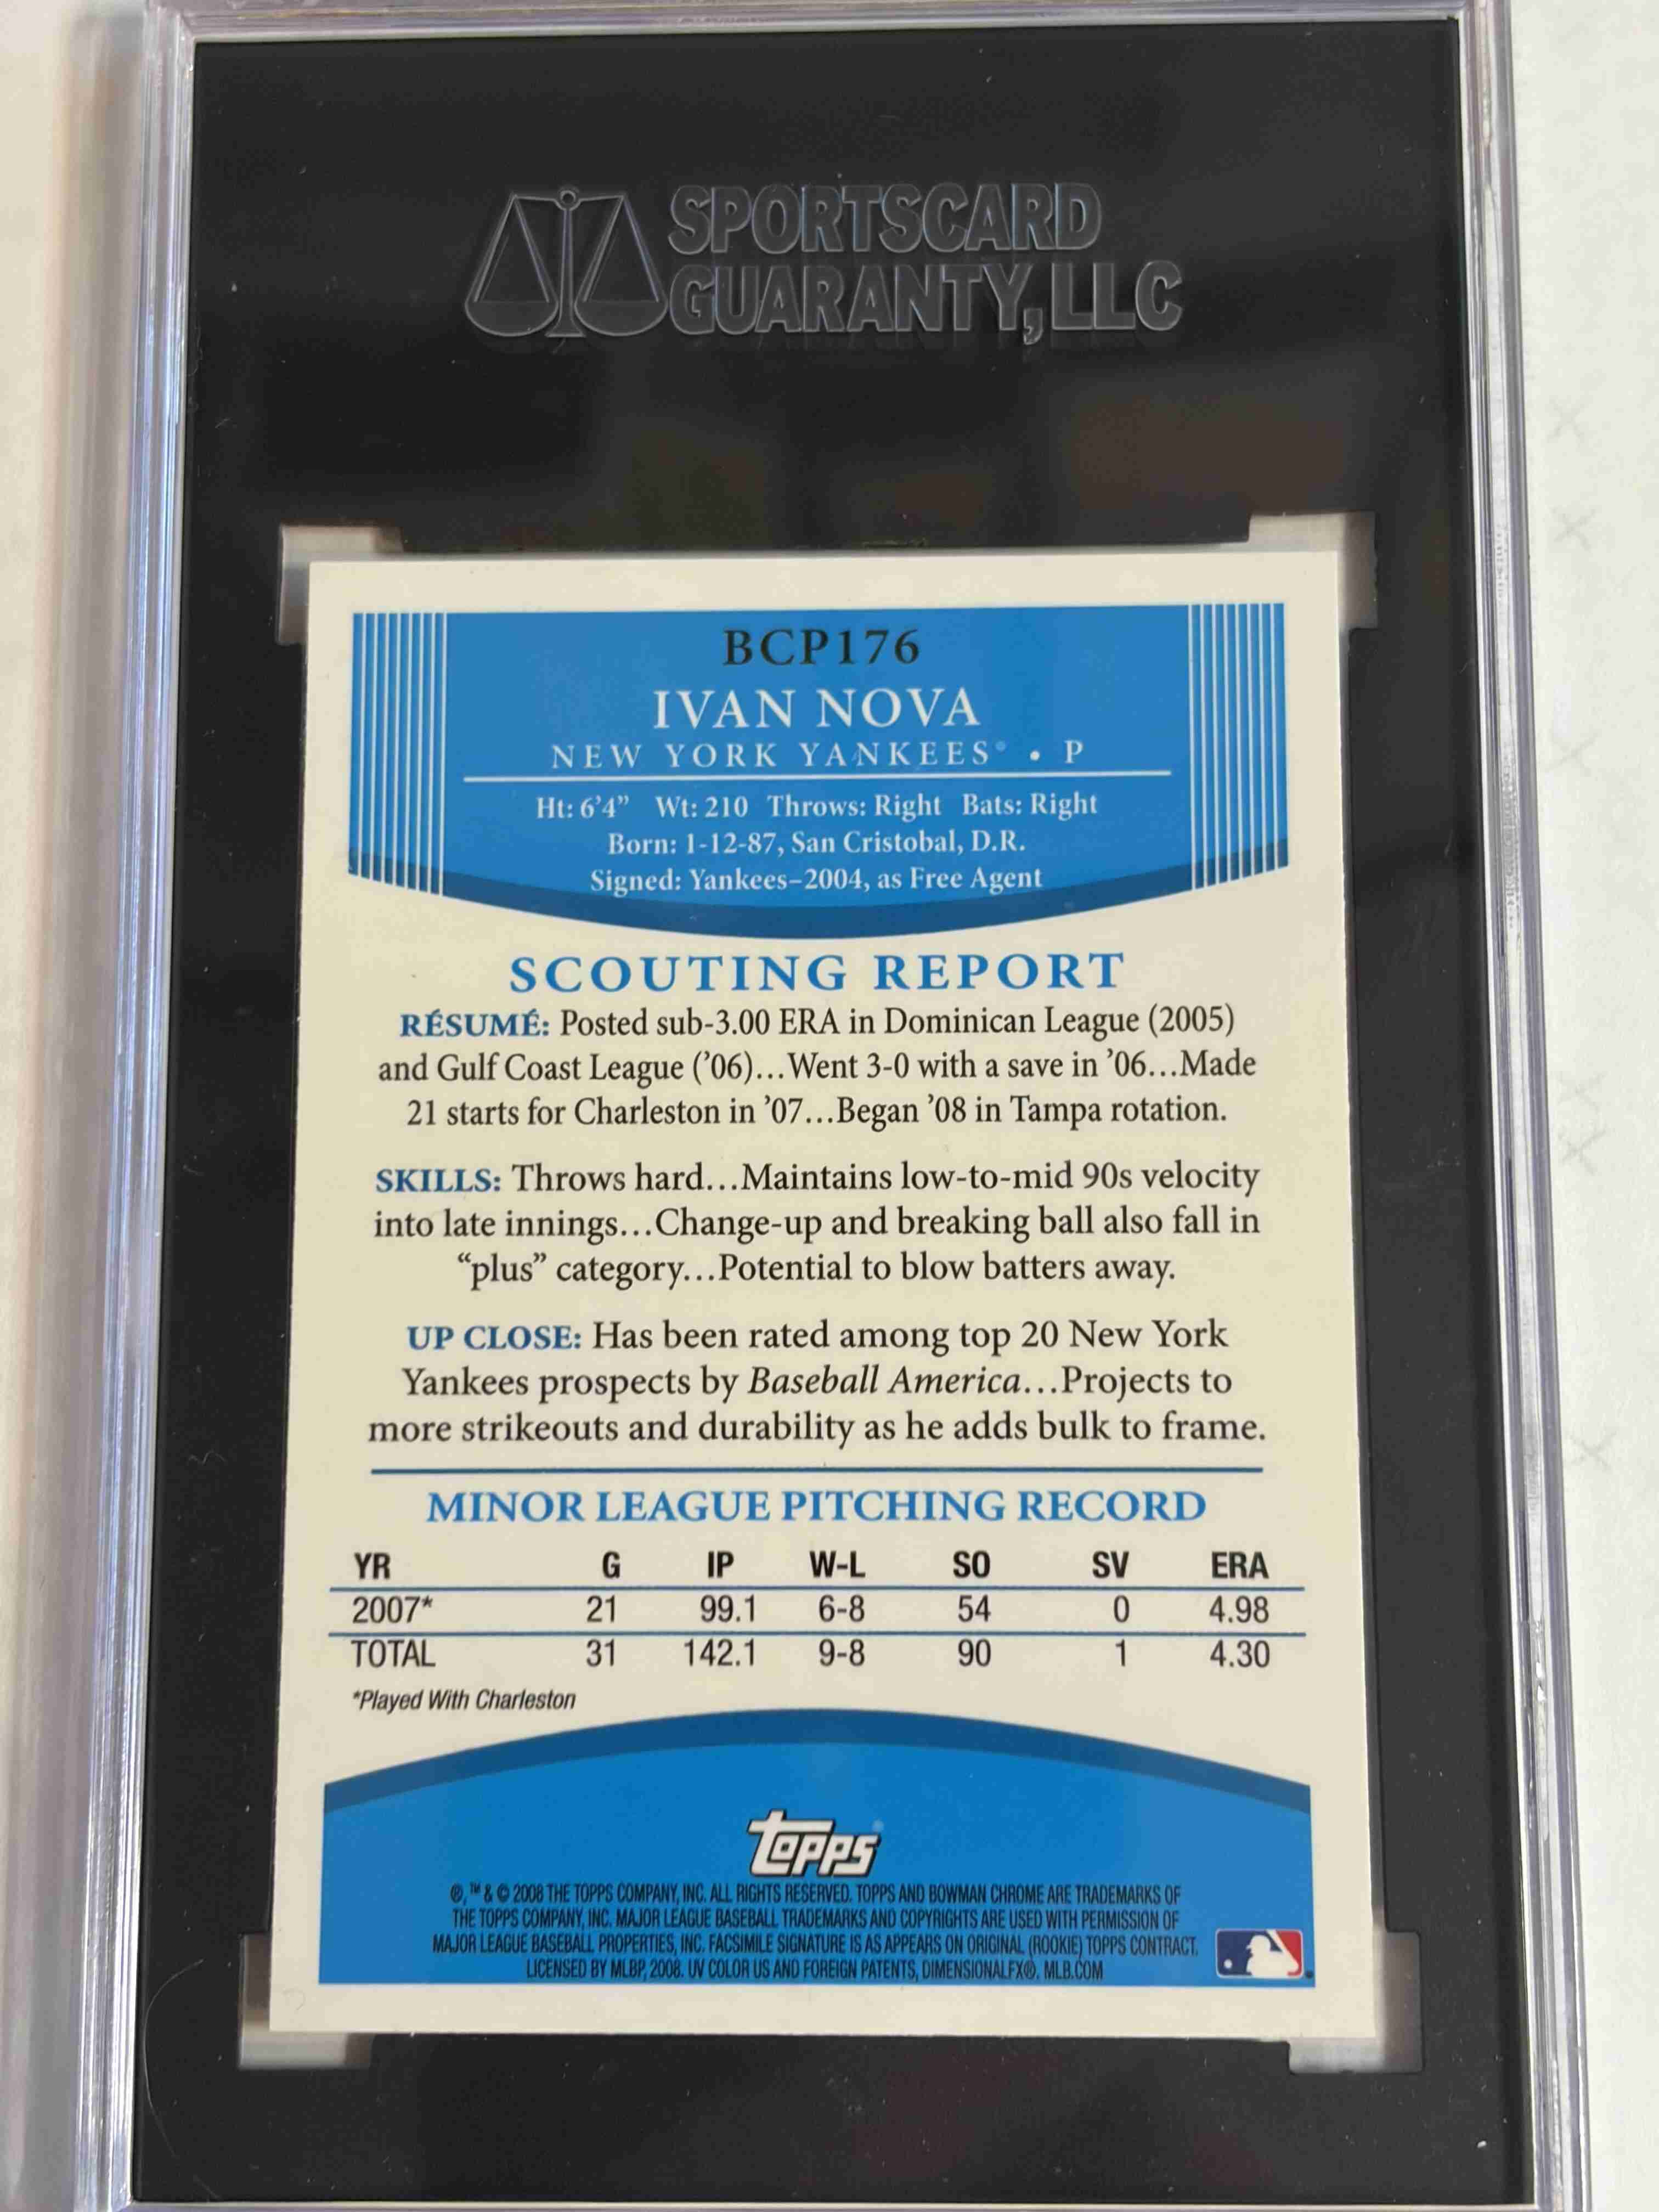 SPORTSCARD
GUARANTY, LLC
BCP176
IVAN NOVA
NEW YORK YANKEES® • P
Ht: 6’4” Wt: 210 Throws: Right Bats: Right
Born: 1-12-87, San Cristobal, D.R.
Signed: Yankees–2004, as Free Agent
SCOUTING REPORT
RÉSUMÉ: Posted sub-3.00 ERA in Dominican League (2005)
and Gulf Coast League (’06)…Went 3-0 with a save in ’06…Made
21 starts for Charleston in ’07…Began ’08 in Tampa rotation.
SKILLS: Throws hard…Maintains low-to-mid 90s velocity
into late innings…Change-up and breaking ball also fall in
“plus” category…Potential to blow batters away.
UP CLOSE: Has been rated among top 20 New York
Yankees prospects by Baseball America…Projects to
more strikeouts and durability as he adds bulk to frame.
MINOR LEAGUE PITCHING RECORD
YR G IP W-L SO SV ERA
2007* 21 99.1 6-8 54 0 4.98
TOTAL 31 142.1 9-8 90 1 4.30
*Played With Charleston
topps®
®, ™ & © 2008 THE TOPPS COMPANY, INC. ALL RIGHTS RESERVED. TOPPS AND BOWMAN CHROME ARE TRADEMARKS OF
THE TOPPS COMPANY, INC. MAJOR LEAGUE BASEBALL TRADEMARKS AND COPYRIGHTS ARE USED WITH PERMISSION OF
MAJOR LEAGUE BASEBALL PROPERTIES, INC. FACSIMILE SIGNATURE IS AS APPEARS ON ORIGINAL (ROOKIE) TOPPS CONTRACT.
LICENSED BY MLBP, 2008. UV COLOR US AND FOREIGN PATENTS, DIMENSIONALFX®. MLB.COM